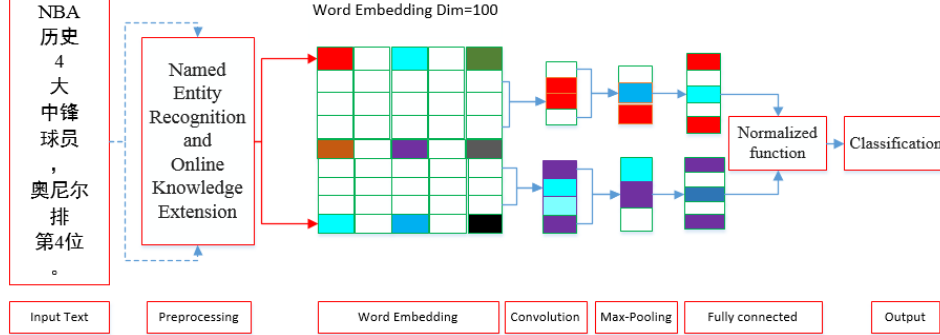 Word Embedding Dim=100
NBA
历史
4
大
中锋
球员
，
奥尼尔
排
第4位
。
Named
Entity
Recognition
and
Online
Knowledge
Extension
Normalized
function
Classification
Input Text
Preprocessing
Word Embedding
Convolution
Max-Pooling
Fully connected
Output